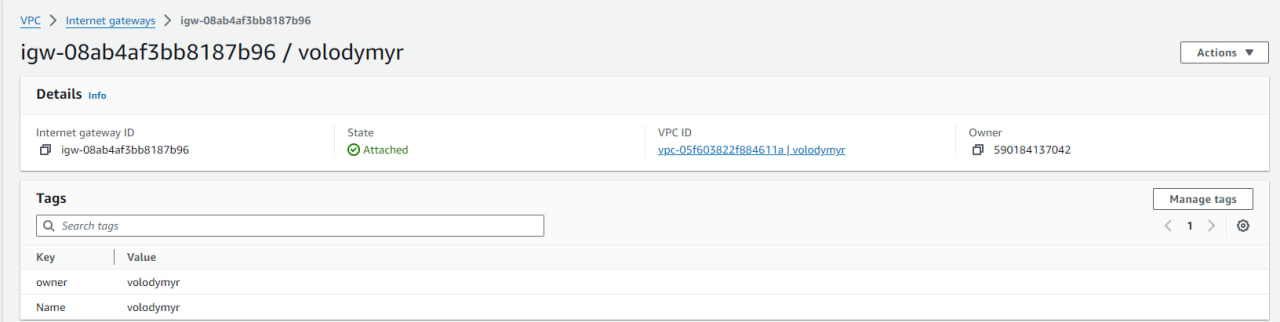 VPC > Internet gateways > igw-08ab4af3bb8187b96
igw-08ab4af3bb8187b96 / volodymyr
Actions
Details Info
Internet gateway ID
igw-08ab4af3bb8187b96
State
Attached
VPC ID
vpc-05f603822f884611a | volodymyr
Owner
590184137042
Tags
Manage tags
Search tags
1
Key Value
owner volodymyr
Name volodymyr